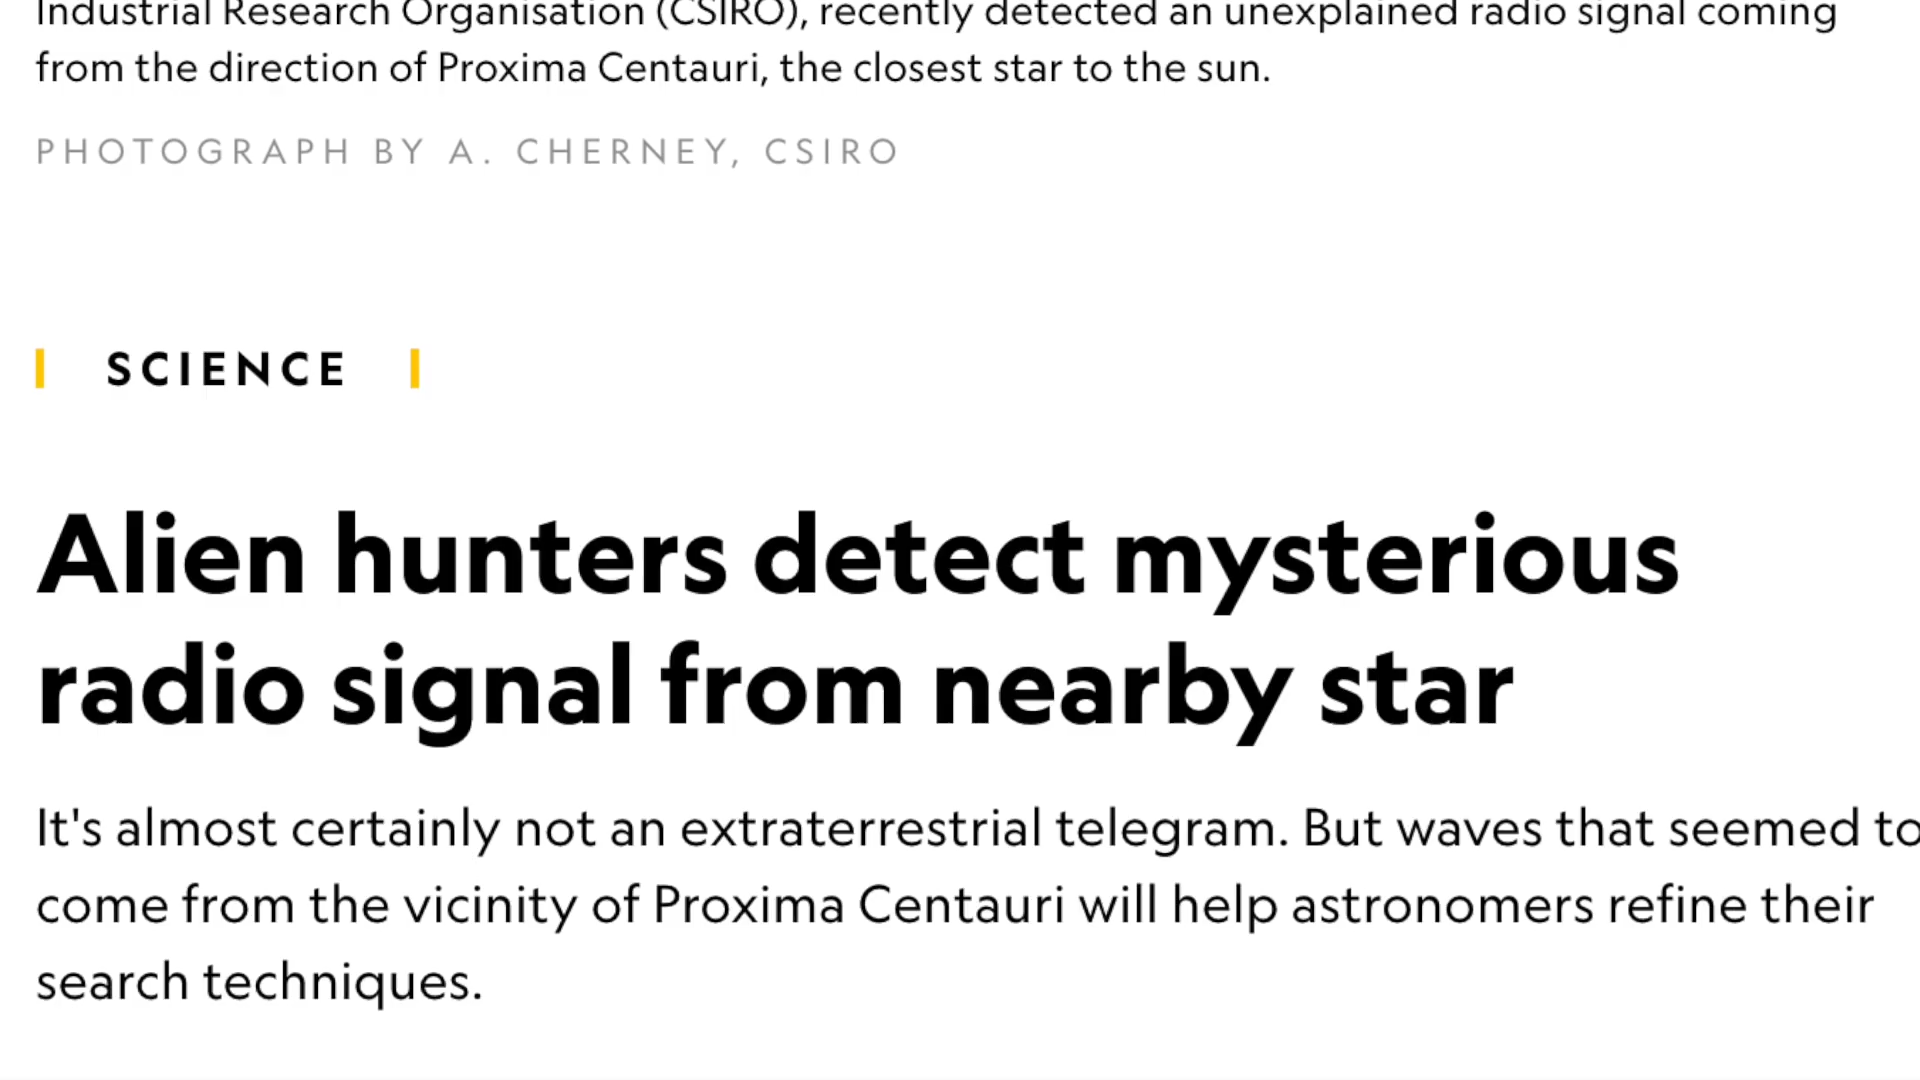 Industrial Research Organisation (CSIRO), recently detected an unexplained radio signal coming
from the direction of Proxima Centauri, the closest star to the sun.
PHOTOGRAPH BY A. CHERNEY, CSIRO
SCIENCE
Alien hunters detect mysterious
radio signal from nearby star
It's almost certainly not an extraterrestrial telegram. But waves that seemed to
come from the vicinity of Proxima Centauri will help astronomers refine their
search techniques.